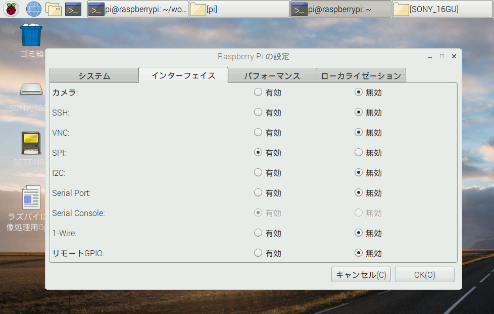 pi@raspberrypi: ~/wo...
[pi]
pi@raspberrypi: ~
[SONY_16GU]
ゴミ箱
Raspberry Pi の設定
システム
インターフェイス
パフォーマンス
ローカライゼーション
カメラ: 有効 無効
SSH: 有効 無効
VNC: 有効 無効
SPI: 有効 無効
I2C: 有効 無効
Serial Port: 有効 無効
Serial Console: 有効 無効
1-Wire: 有効 無効
リモートGPIO: 有効 無効
キャンセル(C)
OK(O)
ラズパイに
像処理用Op